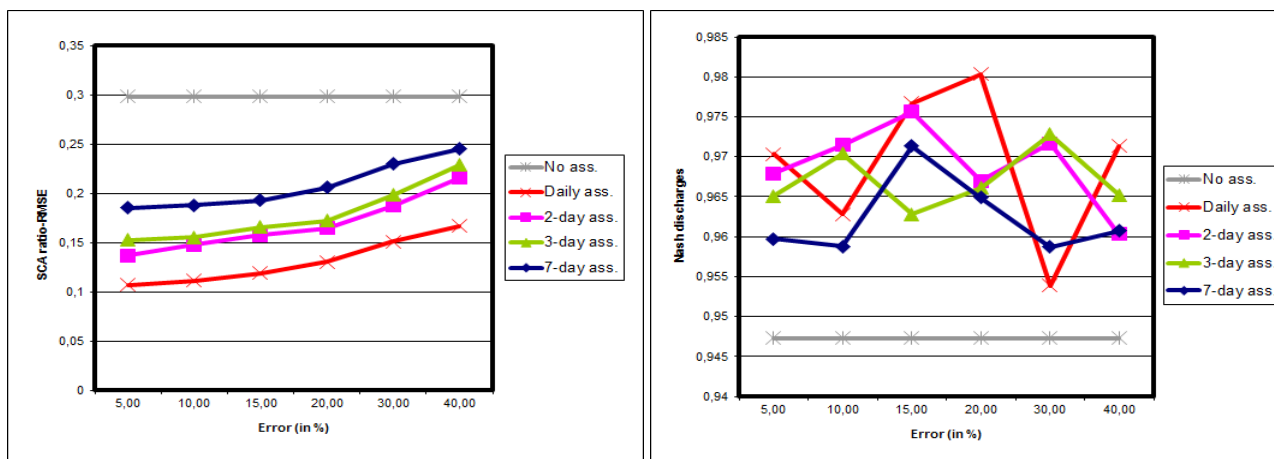 SCA ratio-RMSE
0,35
0,3
0,25
0,2
0,15
0,1
0,05
0
5,00 10,00 15,00 20,00 30,00 40,00
Error (in %)
No ass.
Daily ass.
2-day ass.
3-day ass.
7-day ass.
Nash discharges
0,985
0,98
0,975
0,97
0,965
0,96
0,955
0,95
0,945
0,94
5,00 10,00 15,00 20,00 30,00 40,00
Error (in %)
No ass.
Daily ass.
2-day ass
3-day ass
7-day ass